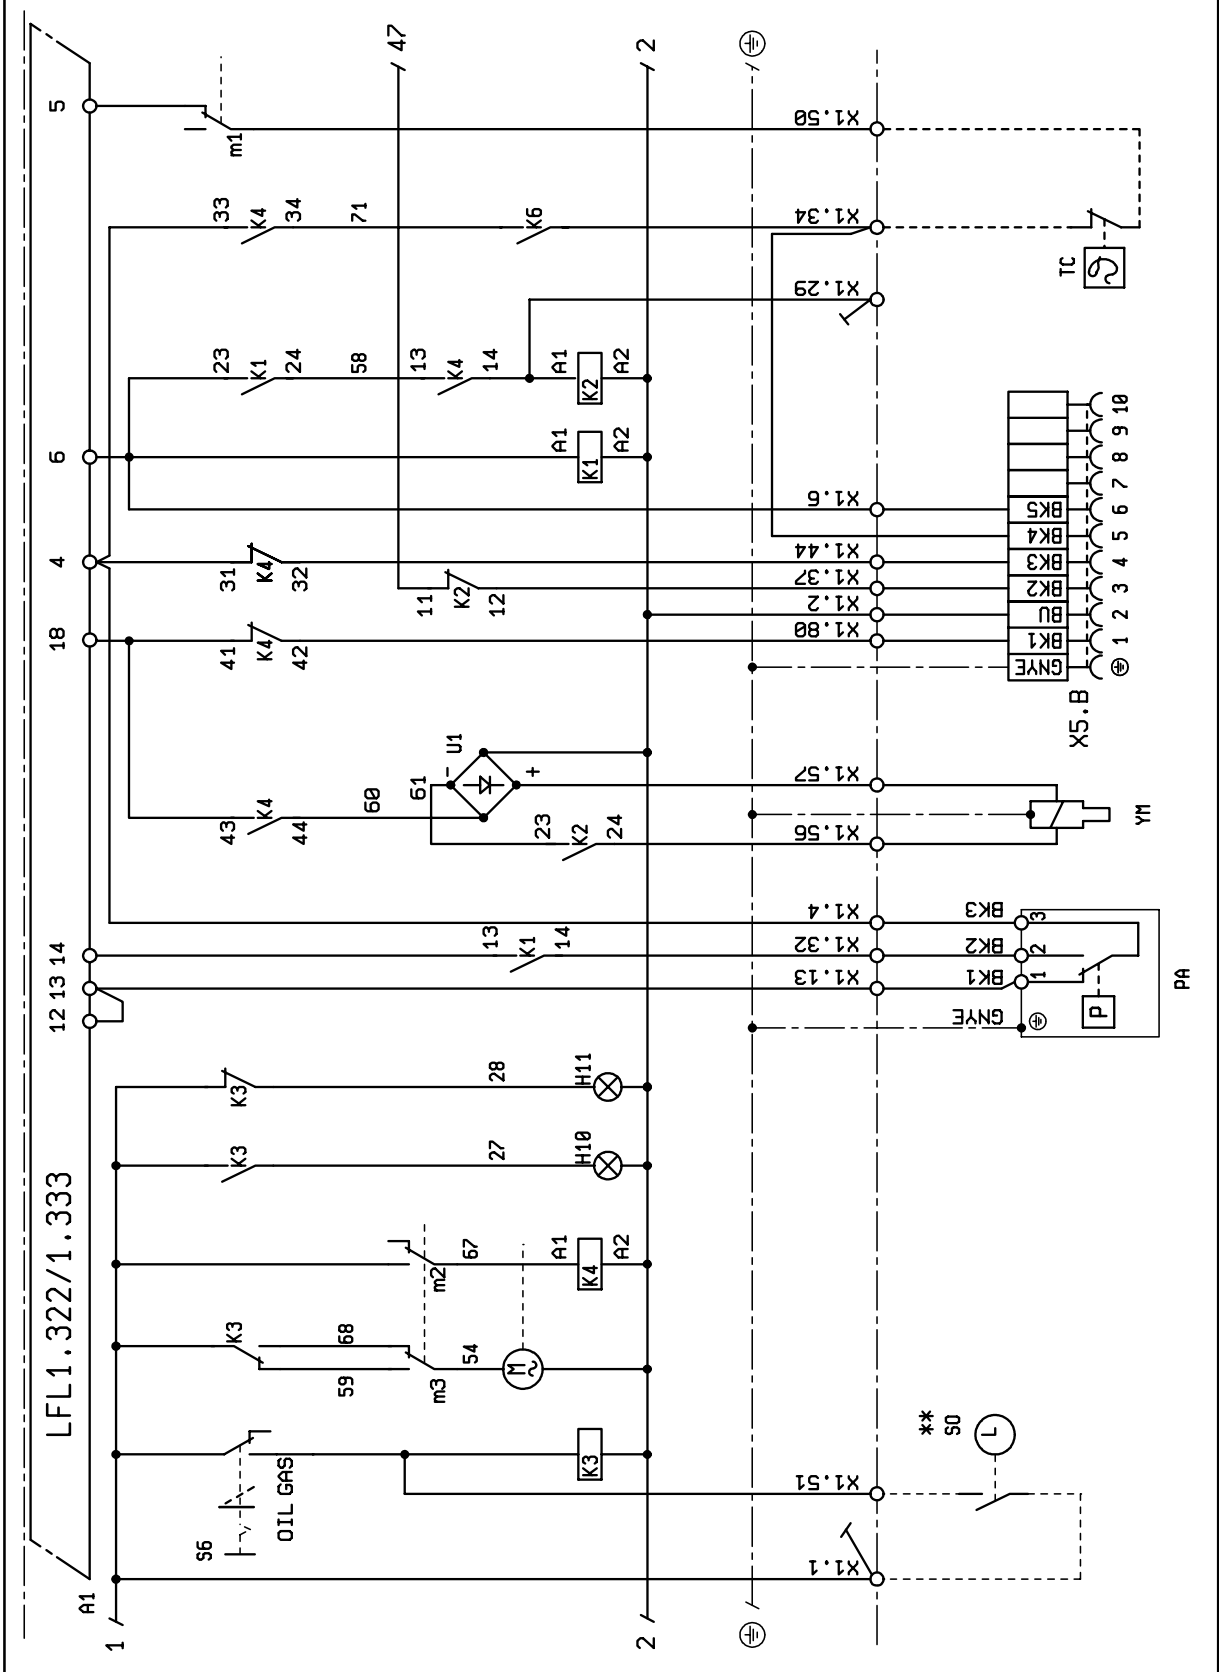 LFL1.322/1.333
A1
12 13 14
18
4
6
5
1
2
47
2
S6
OIL GAS
K3
X1.51
X1.1
**
SO
L
K3
59
68
m3
54
M
m2
67
A1
K4
A2
K3
27
H10
K3
28
H11
13
K1
14
X1.4
X1.32
X1.13
BK3
BK2
BK1
GNYE
3
2
1
P
PA
43
K4
44
60
61
U1
-
+
23
K2
24
X1.57
X1.56
YM
41
K4
42
31
K4
32
11
K2
12
X1.6
X1.44
X1.37
X1.2
X1.80
GNYE
BK1
BU
BK2
BK3
BK4
BK5
1 2 3 4 5 6 7 8 9 10
X5.B
A1
K1
A2
23
K1
24
58
13
K4
14
A1
K2
A2
X1.29
33
K4
34
71
K6
X1.34
TC
m1
X1.50